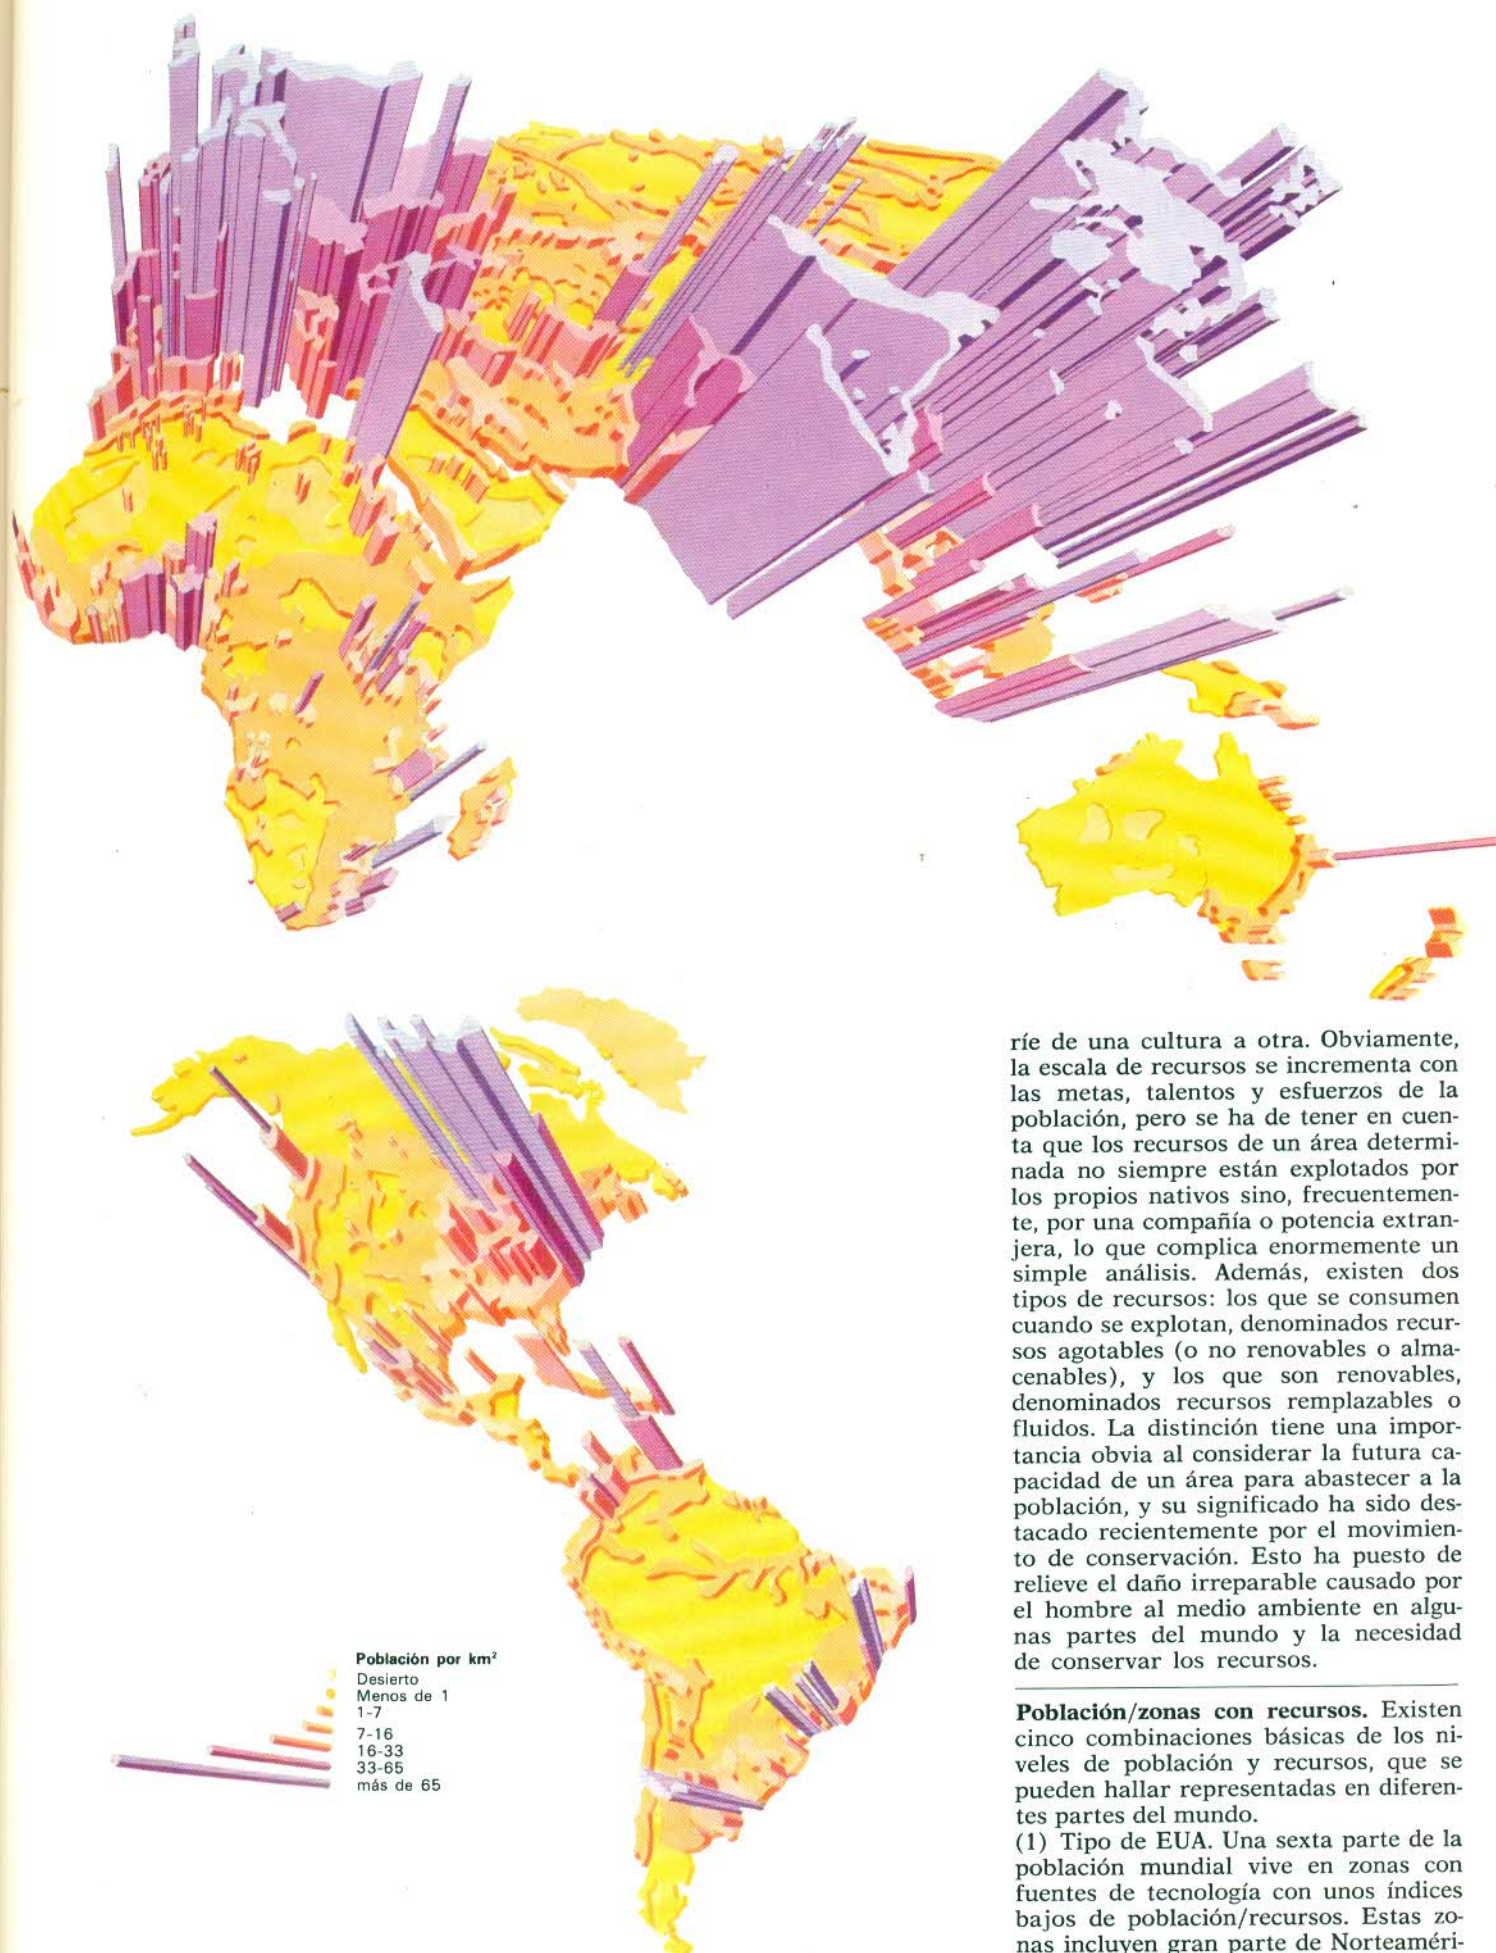 ríe de una cultura a otra. Obviamente,
la escala de recursos se incrementa con
las metas, talentos y esfuerzos de la
población, pero se ha de tener en cuen-
ta que los recursos de un área determi-
nada no siempre están explotados por
los propios nativos sino, frecuentemen-
te, por una compañía o potencia extran-
jera, lo que complica enormemente un
simple análisis. Además, existen dos
tipos de recursos: los que se consumen
cuando se explotan, denominados recur-
sos agotables (o no renovables o alma-
cenables), y los que son renovables,
denominados recursos remplazables o
fluidos. La distinción tiene una impor-
tancia obvia al considerar la futura ca-
pacidad de un área para abastecer a la
población, y su significado ha sido des-
tacado recientemente por el movimien-
to de conservación. Esto ha puesto de
relieve el daño irreparable causado por
el hombre al medio ambiente en algu-
nas partes del mundo y la necesidad
de conservar los recursos.
Población/zonas con recursos. Existen
cinco combinaciones básicas de los ni-
veles de población y recursos, que se
pueden hallar representadas en diferen-
tes partes del mundo.
(1) Tipo de EUA. Una sexta parte de la
población mundial vive en zonas con
fuentes de tecnología con unos índices
bajos de población/recursos. Estas zo-
nas incluyen gran parte de Norteaméri-
Población por km²
Desierto
Menos de 1
1-7
7-16
16-33
33-65
más de 65